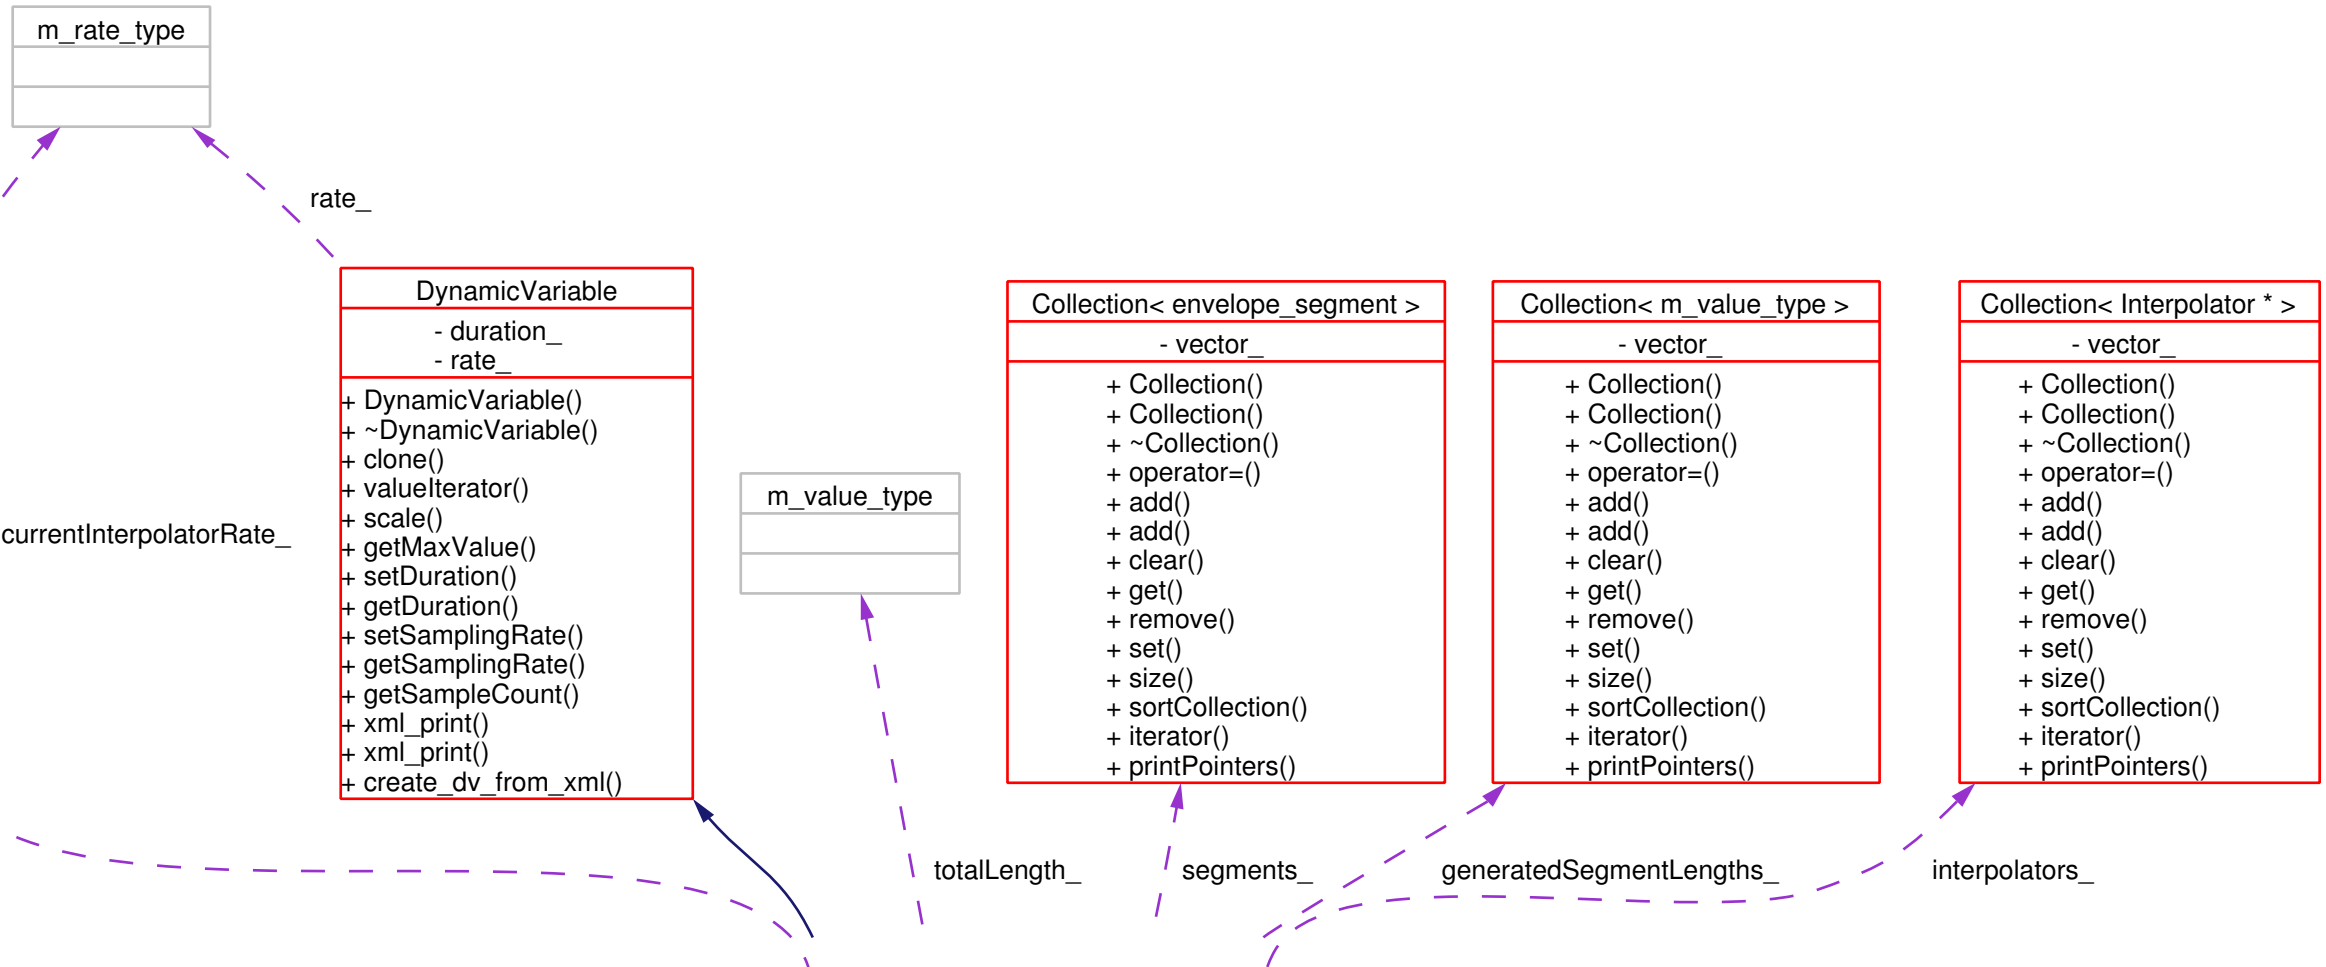 m_rate_type
rate_
DynamicVariable
- duration_
- rate_
+ DynamicVariable()
+ ~DynamicVariable()
+ clone()
+ valueIterator()
+ scale()
+ getMaxValue()
+ setDuration()
+ getDuration()
+ setSamplingRate()
+ getSamplingRate()
+ getSampleCount()
+ xml_print()
+ xml_print()
+ create_dv_from_xml()
currentInterpolatorRate_
m_value_type
Collection< envelope_segment >
- vector_
+ Collection()
+ Collection()
+ ~Collection()
+ operator=()
+ add()
+ add()
+ clear()
+ get()
+ remove()
+ set()
+ size()
+ sortCollection()
+ iterator()
+ printPointers()
Collection< m_value_type >
- vector_
+ Collection()
+ Collection()
+ ~Collection()
+ operator=()
+ add()
+ add()
+ clear()
+ get()
+ remove()
+ set()
+ size()
+ sortCollection()
+ iterator()
+ printPointers()
Collection< Interpolator * >
- vector_
+ Collection()
+ Collection()
+ ~Collection()
+ operator=()
+ add()
+ add()
+ clear()
+ get()
+ remove()
+ set()
+ size()
+ sortCollection()
+ iterator()
+ printPointers()
totalLength_
segments_
generatedSegmentLengths_
interpolators_